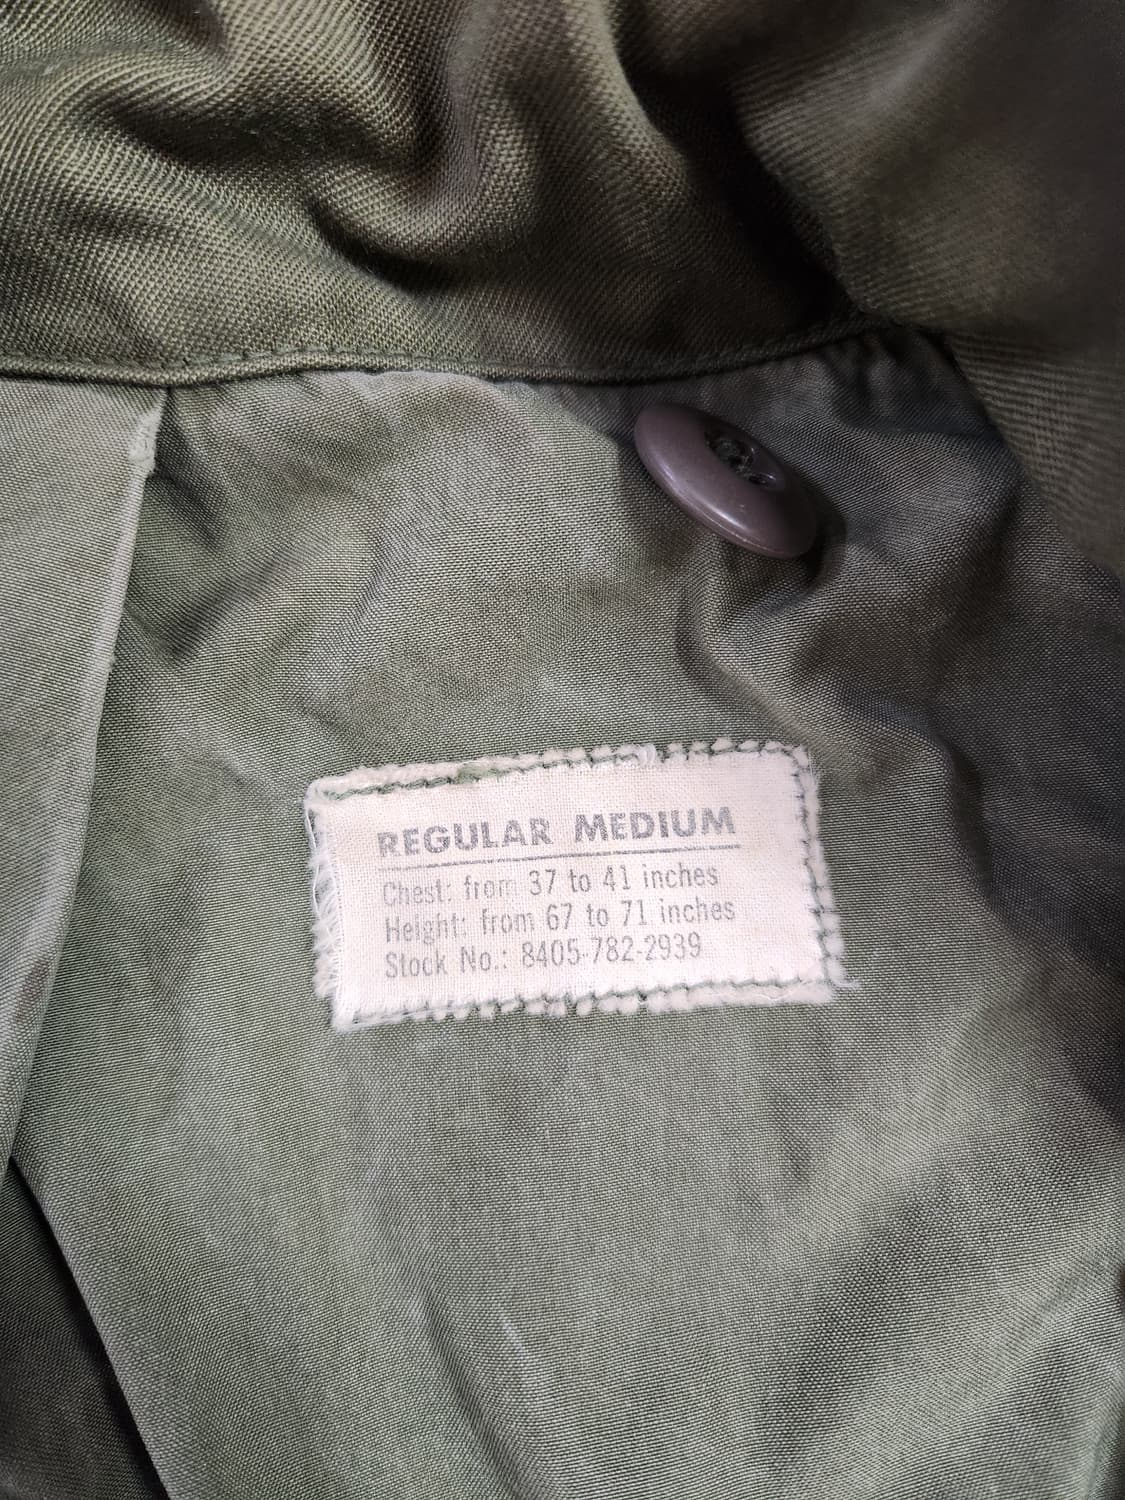 REGULAR MEDIUM
Chest: from 37 to 41 inches
Height: from 67 to 71 inches
Stock No.: 8405-782-2939